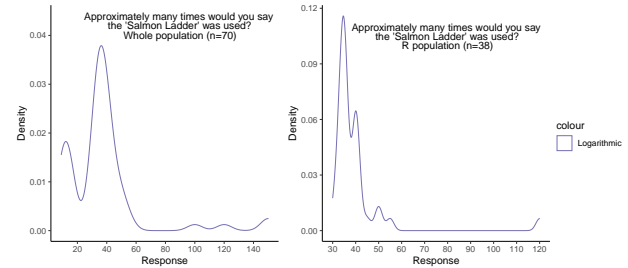 Approximately many times would you say
the 'Salmon Ladder' was used?
Whole population (n=70)
Density
0.04
0.03
0.02
0.01
0.00
20 40 60 80 100 120 140
Response
Approximately many times would you say
the 'Salmon Ladder' was used?
R population (n=38)
Density
0.12
0.09
0.06
0.03
0.00
30 40 50 60 70 80 90 100 110 120
Response
colour
Logarithmic